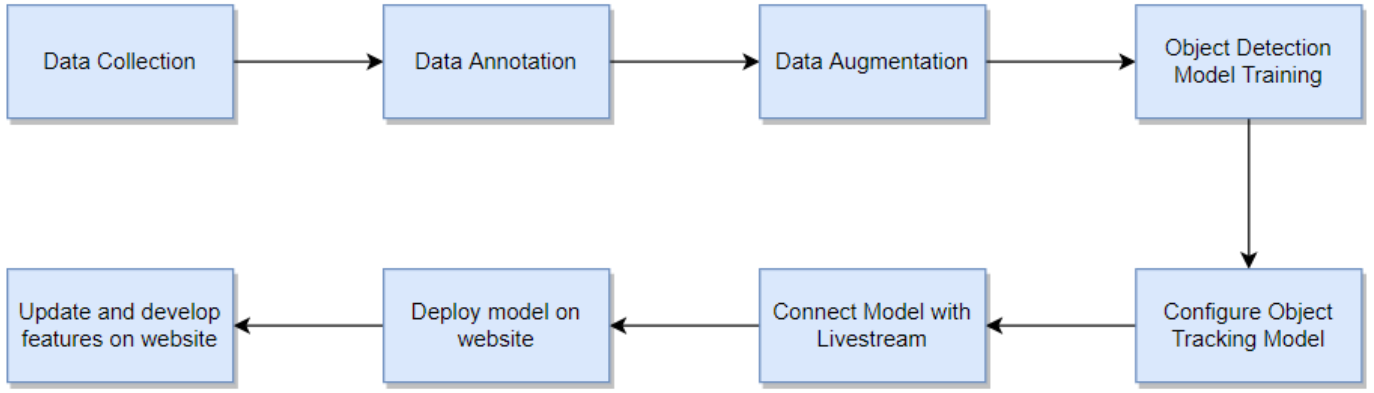 Data Collection
Data Annotation
Data Augmentation
Object Detection
Model Training
Configure Object
Tracking Model
Connect Model with
Livestream
Deploy model on
website
Update and develop
features on website